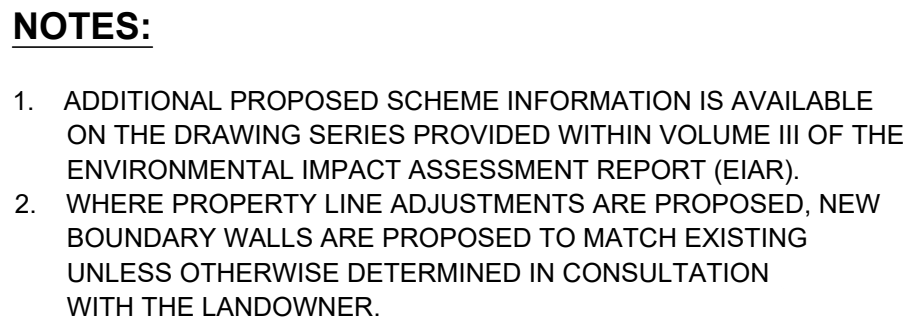 NOTES:
1. ADDITIONAL PROPOSED SCHEME INFORMATION IS AVAILABLE
ON THE DRAWING SERIES PROVIDED WITHIN VOLUME III OF THE
ENVIRONMENTAL IMPACT ASSESSMENT REPORT (EIAR).
2. WHERE PROPERTY LINE ADJUSTMENTS ARE PROPOSED, NEW
BOUNDARY WALLS ARE PROPOSED TO MATCH EXISTING
UNLESS OTHERWISE DETERMINED IN CONSULTATION
WITH THE LANDOWNER.